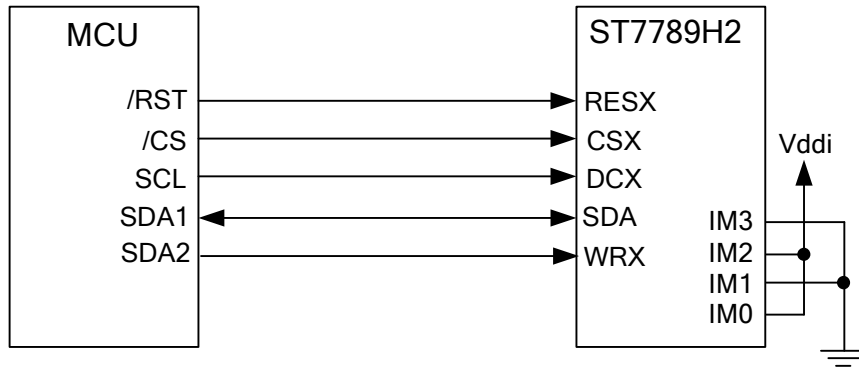 MCU
ST7789H2
/RST
RESX
/CS
CSX
Vddi
SCL
DCX
SDA1
SDA
IM3
SDA2
WRX
IM2
IM1
IM0